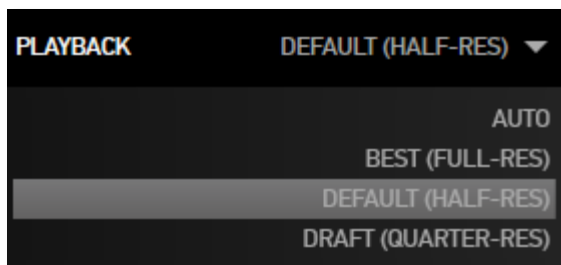 PLAYBACK DEFAULT (HALF-RES)
AUTO
BEST (FULL-RES)
DEFAULT (HALF-RES)
DRAFT (QUARTER-RES)